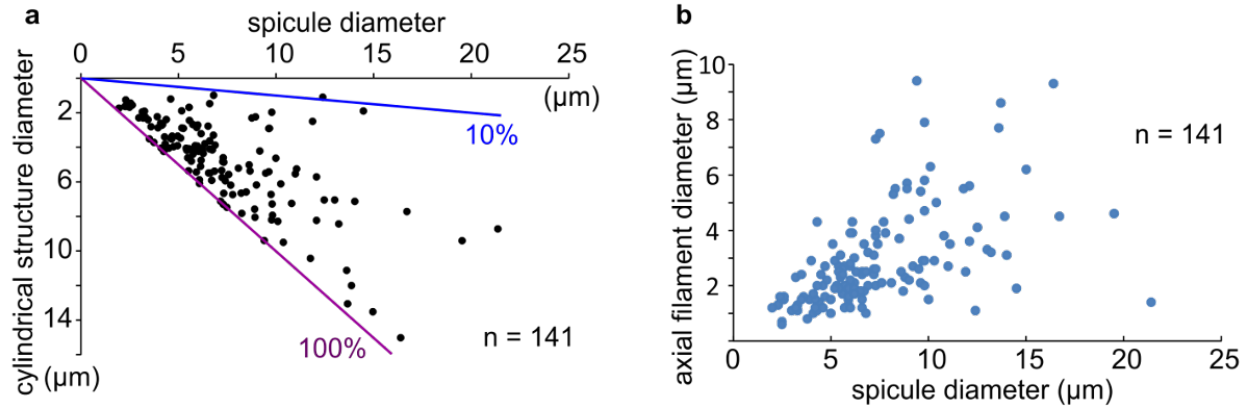 a
spicule diameter
0 5 10 15 20 25
(µm)
cylindrical structure diameter
2
6
10
14
(µm)
10%
100%
n = 141
b
axial filament diameter (µm)
10
8
6
4
2
n = 141
0 5 10 15 20 25
spicule diameter (µm)